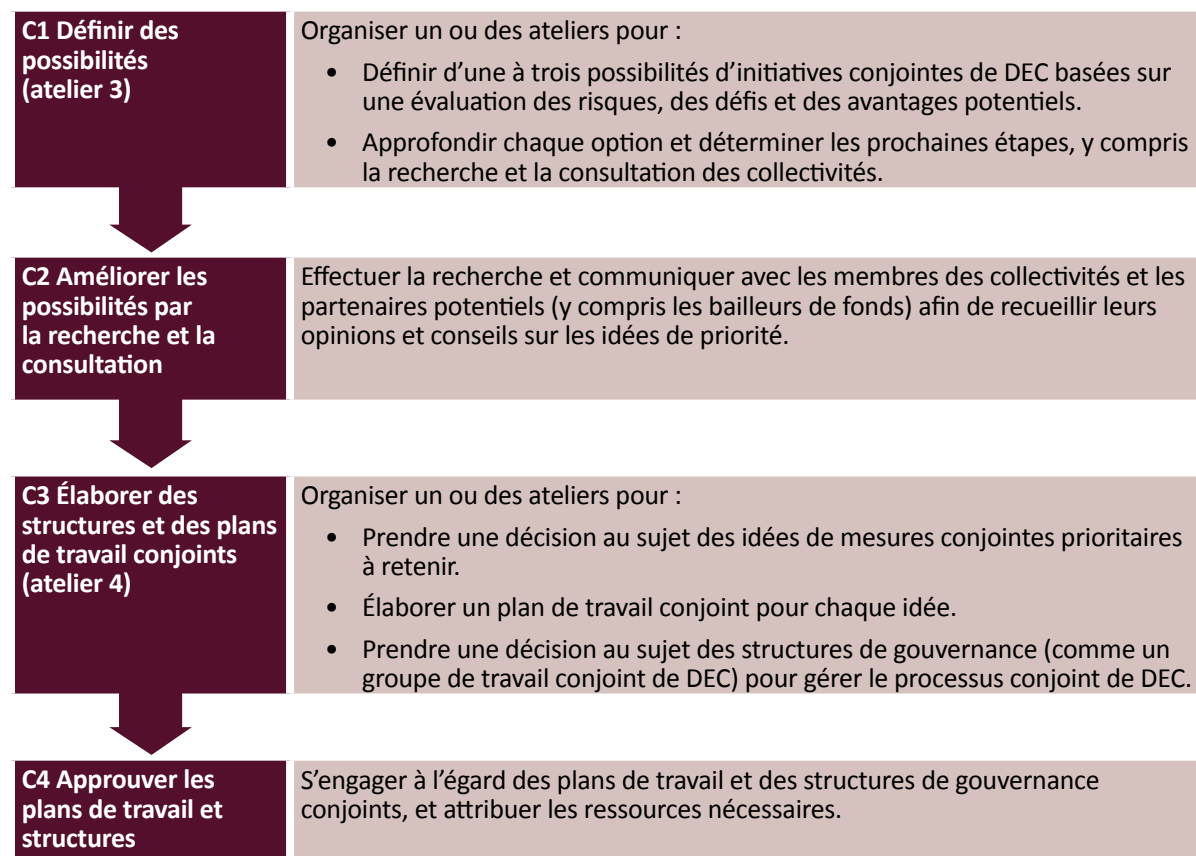 C1 Définir des
possibilités
(atelier 3)
Organiser un ou des ateliers pour :
• Définir d’une à trois possibilités d’initiatives conjointes de DEC basées sur
une évaluation des risques, des défis et des avantages potentiels.
• Approfondir chaque option et déterminer les prochaines étapes, y compris
la recherche et la consultation des collectivités.
C2 Améliorer les
possibilités par
la recherche et la
consultation
Effectuer la recherche et communiquer avec les membres des collectivités et les
partenaires potentiels (y compris les bailleurs de fonds) afin de recueillir leurs
opinions et conseils sur les idées de priorité.
C3 Élaborer des
structures et des plans
de travail conjoints
(atelier 4)
Organiser un ou des ateliers pour :
• Prendre une décision au sujet des idées de mesures conjointes prioritaires
à retenir.
• Élaborer un plan de travail conjoint pour chaque idée.
• Prendre une décision au sujet des structures de gouvernance (comme un
groupe de travail conjoint de DEC) pour gérer le processus conjoint de DEC.
C4 Approuver les
plans de travail et
structures
S’engager à l’égard des plans de travail et des structures de gouvernance
conjoints, et attribuer les ressources nécessaires.